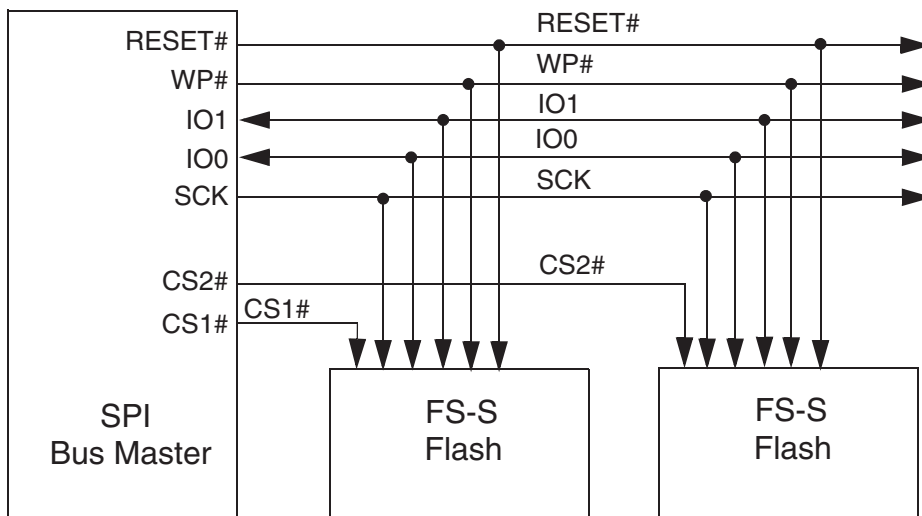 RESET#
RESET#
WP#
WP#
IO1
IO1
IO0
IO0
SCK
SCK
CS2#
CS2#
CS1#
CS1#
SPI
Bus Master
FS-S
Flash
FS-S
Flash